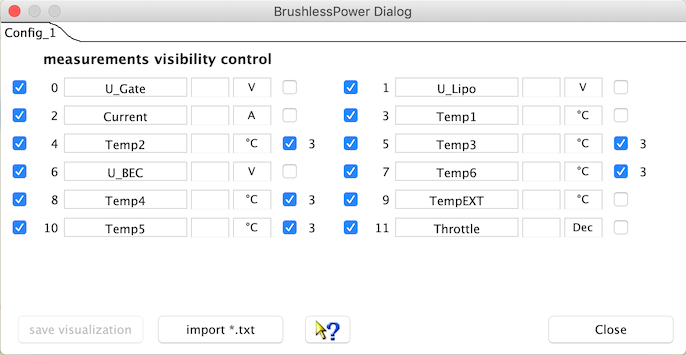 BrushlessPower Dialog
Config_1
measurements visibility control
0 U_Gate V 1 U_Lipo V
2 Current A 3 Temp1 °C
4 Temp2 °C 3 5 Temp3 °C 3
6 U_BEC V 7 Temp6 °C 3
8 Temp4 °C 3 9 TempEXT °C
10 Temp5 °C 3 11 Throttle Dec
save visualization import *.txt ? Close